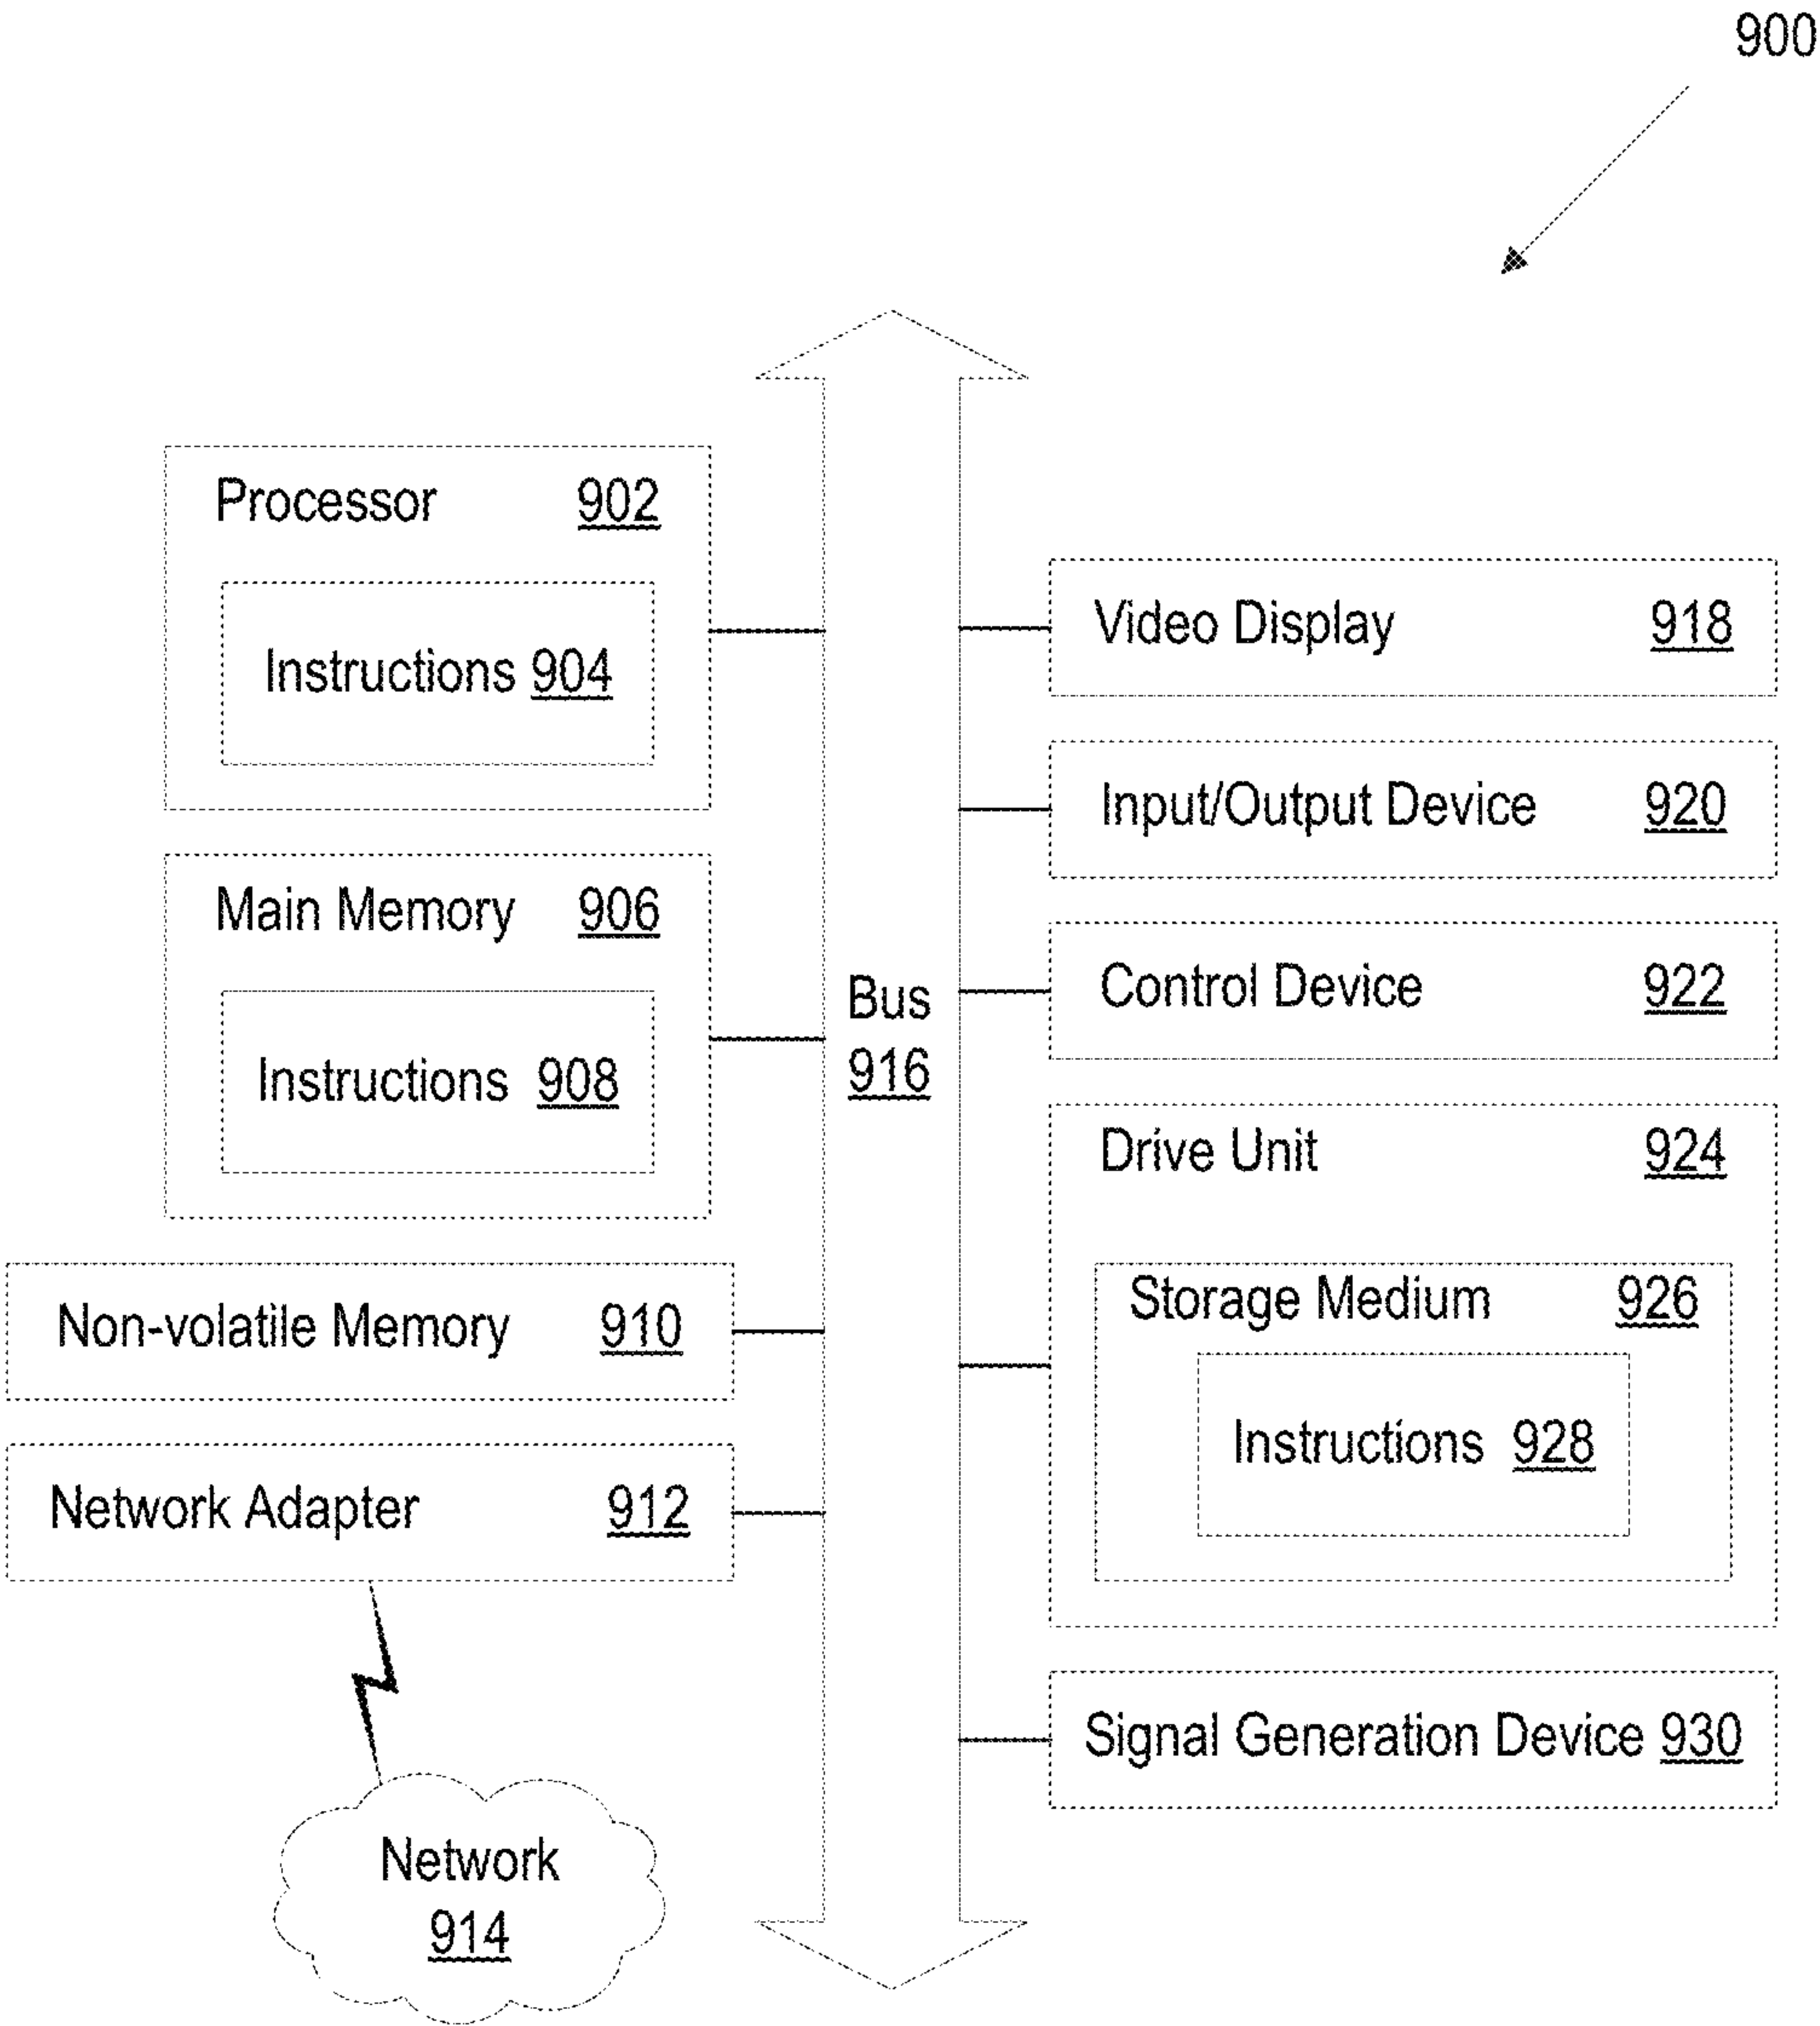 900
Processor 902
Instructions 904
Main Memory 906
Instructions 908
Non-volatile Memory 910
Network Adapter 912
Network
914
Bus
916
Video Display 918
Input/Output Device 920
Control Device 922
Drive Unit 924
Storage Medium 926
Instructions 928
Signal Generation Device 930